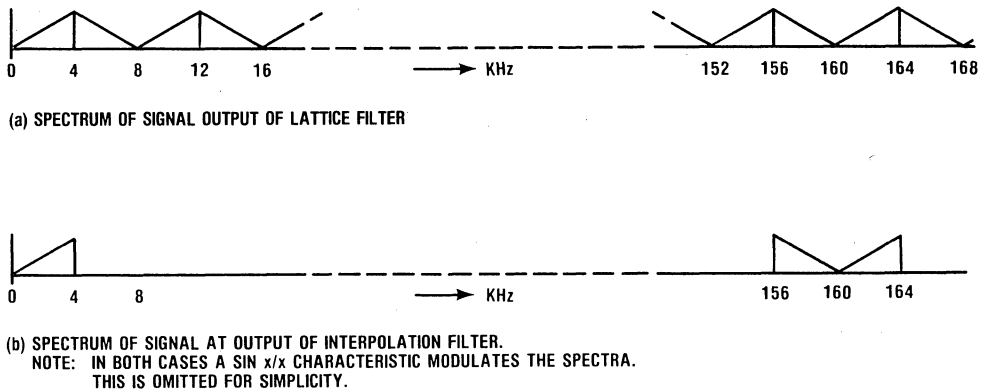 0 4 8 12 16 KHz 152 156 160 164 168
(a) SPECTRUM OF SIGNAL OUTPUT OF LATTICE FILTER
0 4 8 KHz 156 160 164
(b) SPECTRUM OF SIGNAL AT OUTPUT OF INTERPOLATION FILTER.
NOTE: IN BOTH CASES A SIN x/x CHARACTERISTIC MODULATES THE SPECTRA.
THIS IS OMITTED FOR SIMPLICITY.